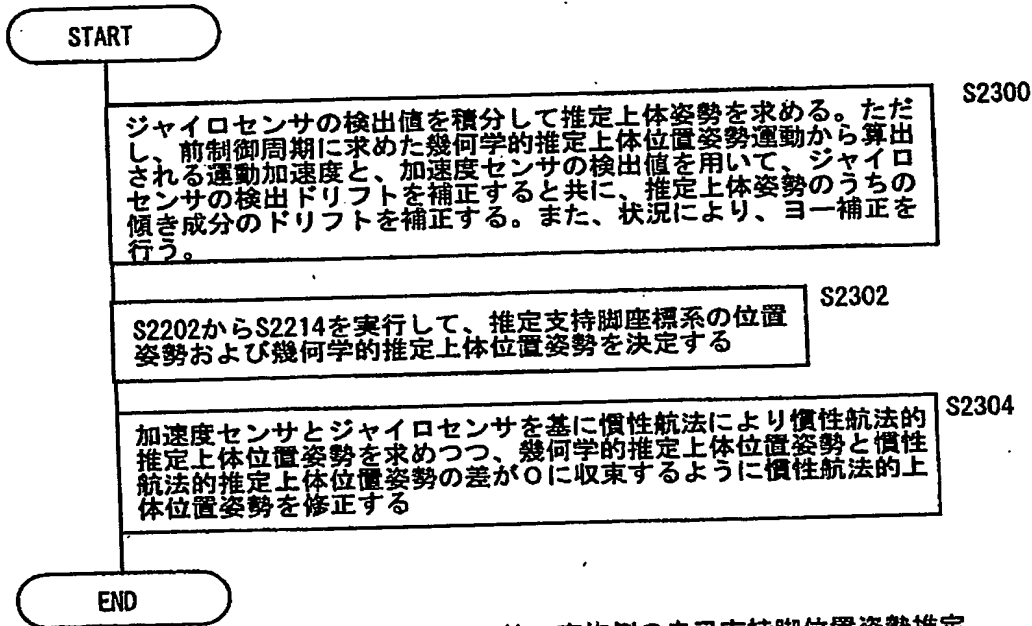 START
S2300
ジャイロセンサの検出値を積分して推定上体姿勢を求める。ただ
し、前制御周期に求めた幾何学的推定上体位置姿勢運動から算出
される運動加速度と、加速度センサの検出値を用いて、ジャイロ
センサの検出ドリフトを補正すると共に、推定上体姿勢のうちの
傾き成分のドリフトを補正する。また、状況により、ヨー補正を
行う。
S2302
S2202からS2214を実行して、推定支持脚座標系の位置
姿勢および幾何学的推定上体位置姿勢を決定する
S2304
加速度センサとジャイロセンサを基に慣性航法により慣性航法的
推定上体位置姿勢を求めつつ、幾何学的推定上体位置姿勢と慣性
航法的推定上体位置姿勢の差が0に収束するように慣性航法的上
体位置姿勢を修正する
END
支持脚位置姿勢推定